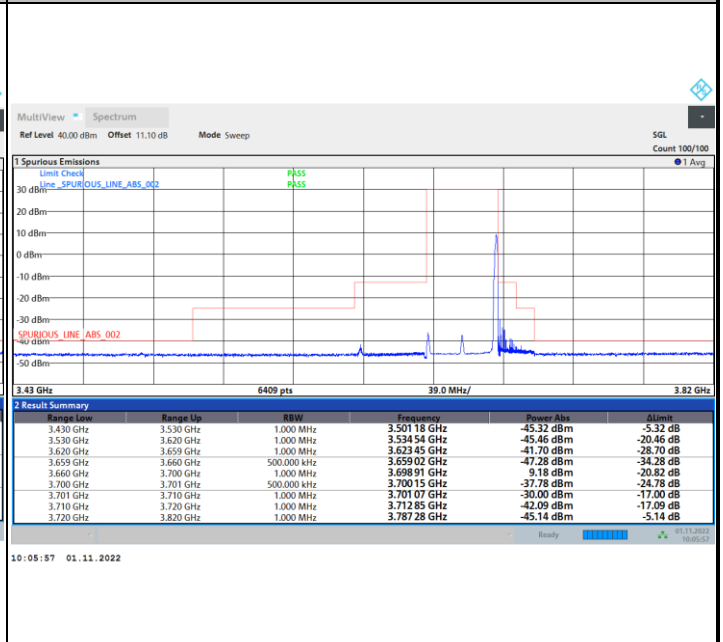 MultiView Spectrum
Ref Level 40.00 dBm Offset 11.10 dB Mode Sweep SGL
Count 100/100
1 Spurious Emissions 1 Avg
Limit Check PASS
Line _SPURIOUS_LINE_ABS_002 PASS
30 dBm
20 dBm
10 dBm
0 dBm
-10 dBm
-20 dBm
-30 dBm
SPURIOUS_LINE_ABS_002
-40 dBm
-50 dBm
3.43 GHz 6409 pts 39.0 MHz/ 3.82 GHz
2 Result Summary
Range Low Range Up RBW Frequency Power Abs ΔLimit
3.430 GHz 3.530 GHz 1.000 MHz 3.501 18 GHz -45.32 dBm -5.32 dB
3.530 GHz 3.620 GHz 1.000 MHz 3.534 54 GHz -45.46 dBm -20.46 dB
3.620 GHz 3.659 GHz 1.000 MHz 3.623 45 GHz -41.70 dBm -28.70 dB
3.659 GHz 3.660 GHz 500.000 kHz 3.659 02 GHz -47.28 dBm -34.28 dB
3.660 GHz 3.700 GHz 1.000 MHz 3.698 91 GHz 9.18 dBm -20.82 dB
3.700 GHz 3.701 GHz 500.000 kHz 3.700 15 GHz -37.78 dBm -24.78 dB
3.701 GHz 3.710 GHz 1.000 MHz 3.701 07 GHz -30.00 dBm -17.00 dB
3.710 GHz 3.720 GHz 1.000 MHz 3.712 85 GHz -42.09 dBm -17.09 dB
3.720 GHz 3.820 GHz 1.000 MHz 3.787 28 GHz -45.14 dBm -5.14 dB
Ready 01.11.2022
10:05:57
10:05:57 01.11.2022